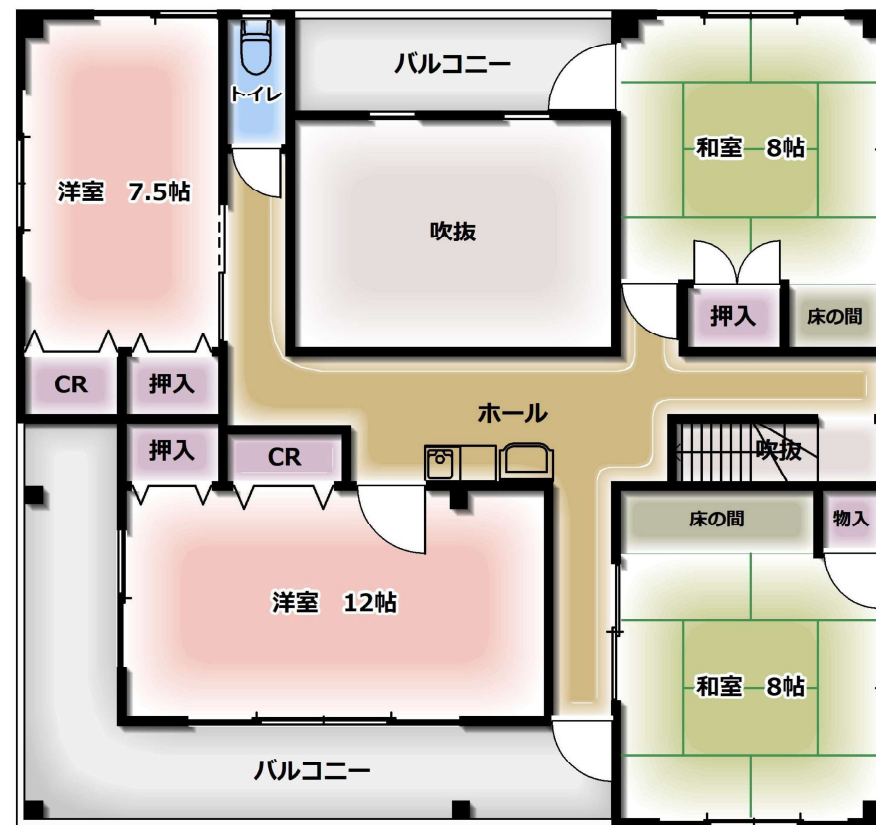 バルコニー
トイレ
和室 8帖
洋室 7.5帖
吹抜
押入
床の間
CR
押入
ホール
押入
CR
吹抜
床の間
物入
洋室 12帖
和室 8帖
バルコニー